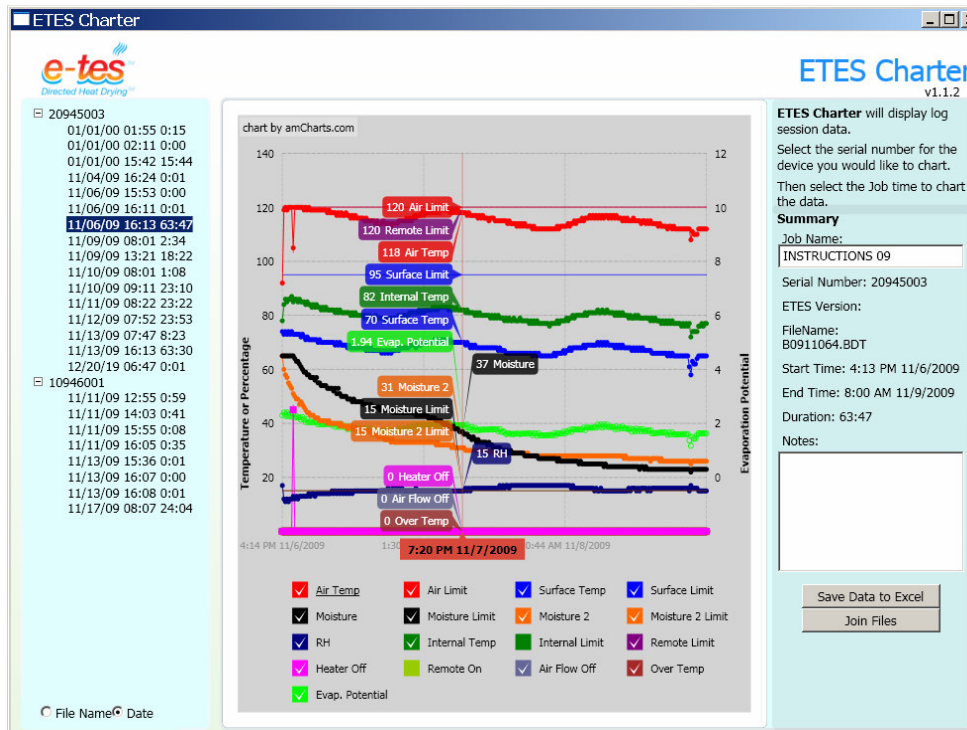 ETES Charter
e-tes
Directed Heat Drying
ETES Charter
v1.1.2
20945003
01/01/00 01:55 0:15
01/01/00 02:11 0:00
01/01/00 15:42 15:44
11/04/09 16:24 0:01
11/06/09 15:53 0:00
11/06/09 16:11 0:01
11/06/09 16:13 63:47
11/09/09 08:01 2:34
11/09/09 13:21 18:22
11/10/09 08:01 1:08
11/10/09 09:11 23:10
11/11/09 08:22 23:22
11/12/09 07:52 23:53
11/13/09 07:47 8:23
11/13/09 16:13 63:30
12/20/19 06:47 0:01
10946001
11/11/09 12:55 0:59
11/11/09 14:03 0:41
11/11/09 15:55 0:08
11/11/09 16:05 0:35
11/13/09 15:36 0:01
11/13/09 16:07 0:00
11/13/09 16:08 0:01
11/17/09 08:07 24:04
File Name Date
chart by amCharts.com
140
120
100
80
60
40
20
Temperature or Percentage
12
10
8
6
4
2
0
Evaporation Potential
120 Air Limit
120 Remote Limit
118 Air Temp
95 Surface Limit
82 Internal Temp
70 Surface Temp
1.94 Evap. Potential
37 Moisture
31 Moisture 2
15 Moisture Limit
15 Moisture 2 Limit
15 RH
0 Heater Off
0 Air Flow Off
0 Over Temp
4:14 PM 11/6/2009
7:20 PM 11/7/2009
0:44 AM 11/8/2009
Air Temp Air Limit Surface Temp Surface Limit
Moisture Moisture Limit Moisture 2 Moisture 2 Limit
RH Internal Temp Internal Limit Remote Limit
Heater Off Remote On Air Flow Off Over Temp
Evap. Potential
ETES Charter will display log
session data.
Select the serial number for the
device you would like to chart.
Then select the Job time to chart
the data.
Summary
Job Name:
INSTRUCTIONS 09
Serial Number: 20945003
ETES Version:
FileName:
B0911064.BDT
Start Time: 4:13 PM 11/6/2009
End Time: 8:00 AM 11/9/2009
Duration: 63:47
Notes:
Save Data to Excel
Join Files